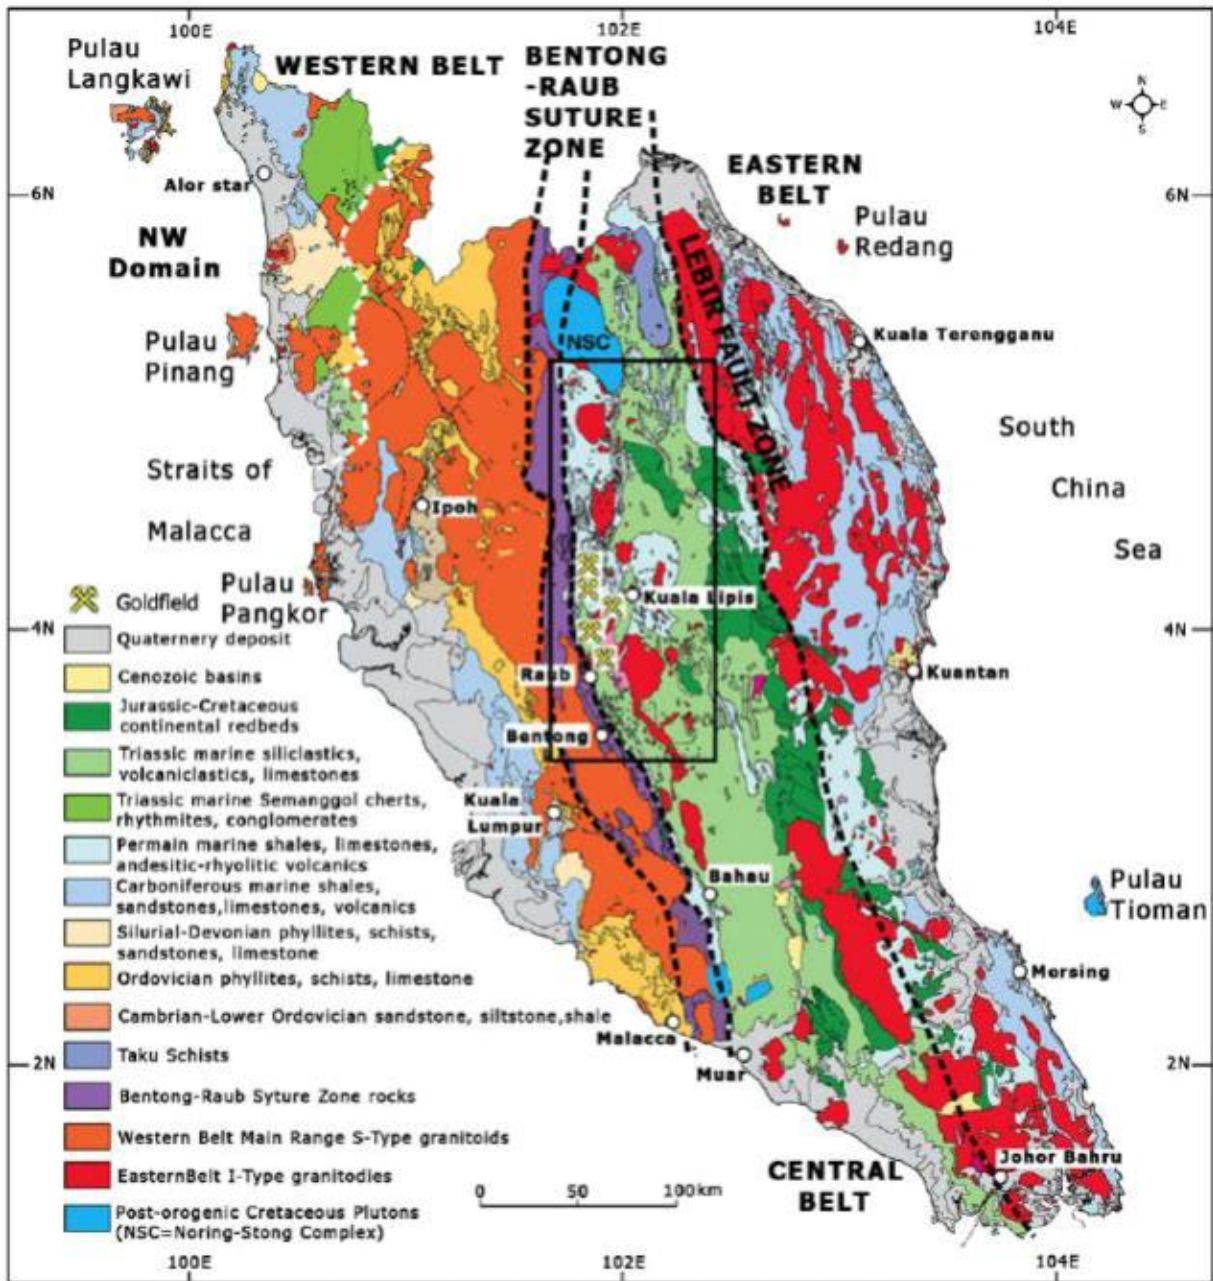 100E
102E
104E
Pulau
Langkawi
WESTERN BELT
BENTONG
-RAUB
SUTURE
ZONE
N
W
E
S
EASTERN
BELT
Alor star
6N
6N
NW
Domain
Pulau
Redang
LEBIR FAULT ZONE
Kuala Terongganu
NSC
Pulau
Pinang
South
China
Sea
Straits of
Malacca
Ipoh
Pulau
Pangkor
Kuala Lipis
4N
4N
Raub
Kuantan
Bentong
Kuala
Lumpur
Bahau
Pulau
Tioman
Mersing
Malacca
Muar
2N
2N
Johor Bahru
CENTRAL
BELT
Goldfield
Quaternery deposit
Cenozoic basins
Jurassic-Cretaceous
continental redbeds
Triassic marine siliclastics,
volcaniclastics, limestones
Triassic marine Semanggol cherts,
rhythmites, conglomerates
Permain marine shales, limestones,
andesitic-rhyolitic volcanics
Carboniferous marine shales,
sandstones,limestones, volcanics
Silurial-Devonian phyllites, schists,
sandstones, limestone
Ordovician phyllites, schists, limestone
Cambrian-Lower Ordovician sandstone, siltstone,shale
Taku Schists
Bentong-Raub Syture Zone rocks
Western Belt Main Range S-Type granitoids
EasternBelt I-Type granitodies
Post-orogenic Cretaceous Plutons
(NSC=Noring-Stong Complex)
0
50
100km
100E
102E
104E